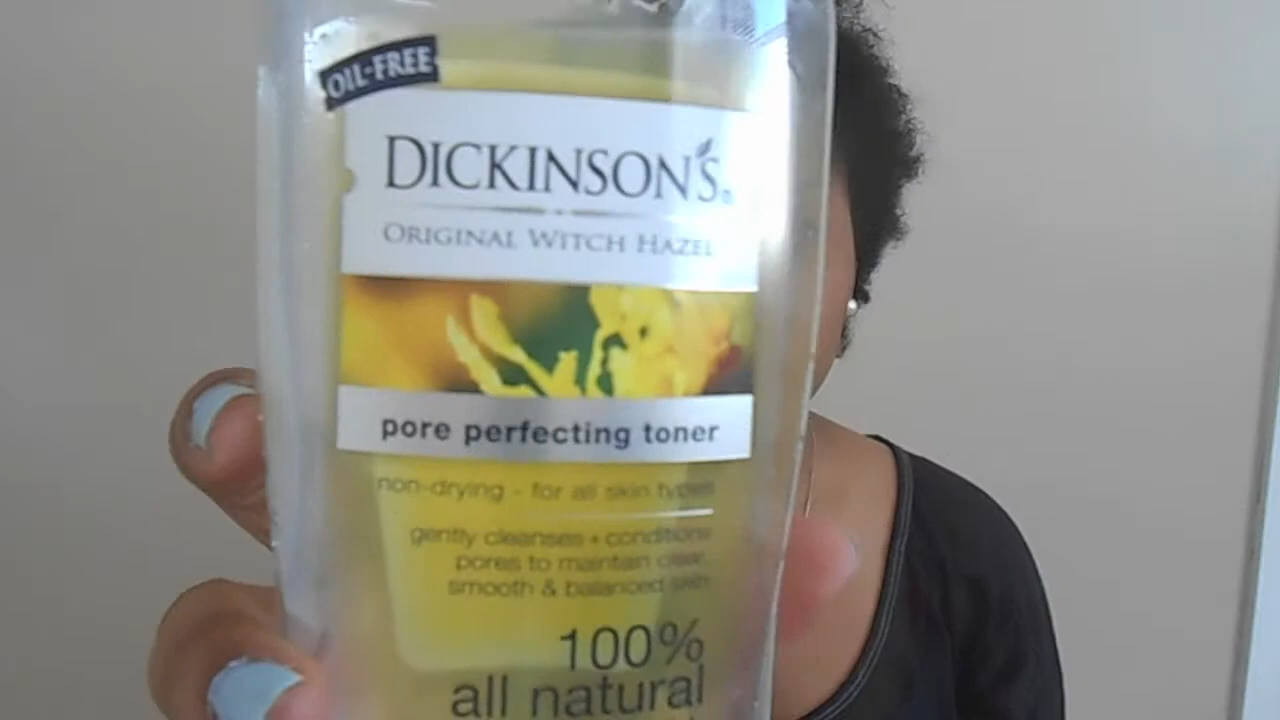 OIL-FREE
DICKINSON'S®
ORIGINAL WITCH HAZEL
pore perfecting toner
non-drying - for all skin types
gently cleanses + conditions
pores to maintain clear,
smooth & balanced skin
100%
all natural